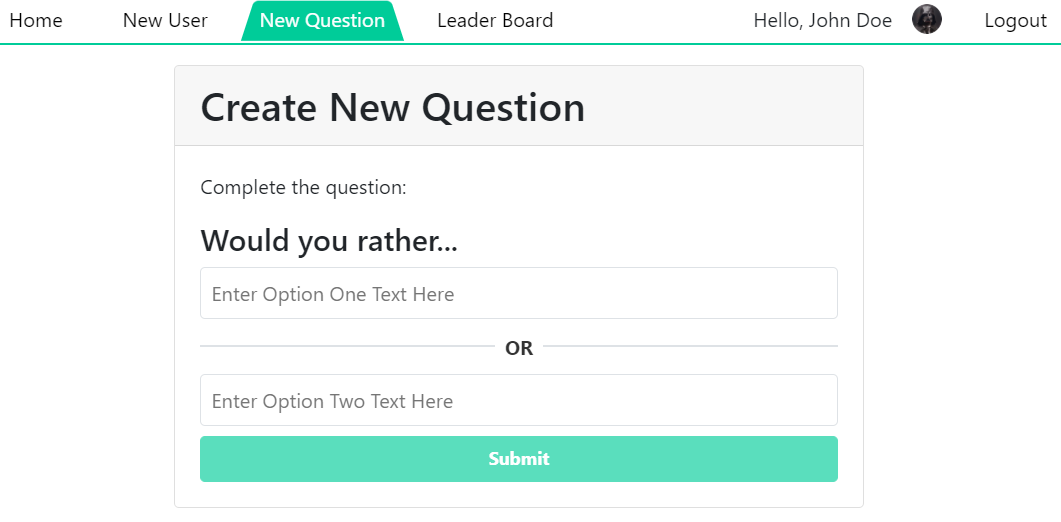 Home New User New Question Leader Board Hello, John Doe Logout
Create New Question
Complete the question:
Would you rather...
Enter Option One Text Here
OR
Enter Option Two Text Here
Submit